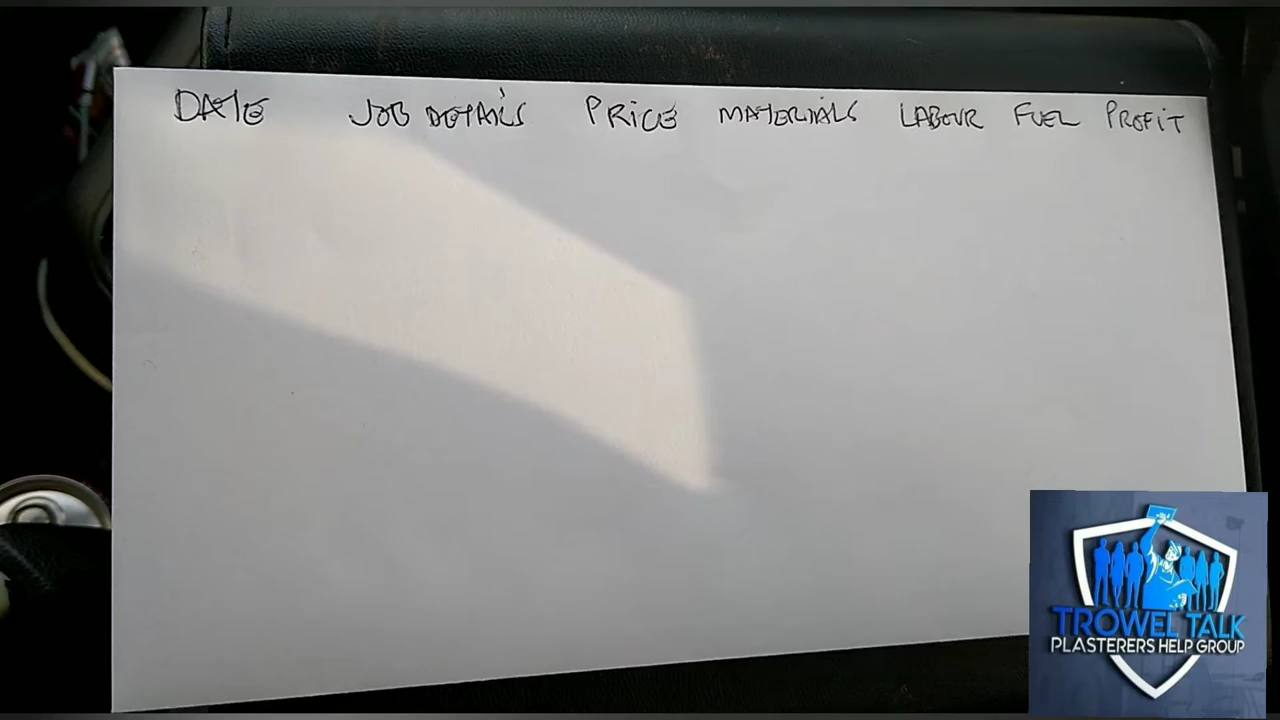 DATE JOB DETAILS PRICE MATERIALS LABOUR FUEL PROFIT
TROWEL TALK
PLASTERERS HELP GROUP